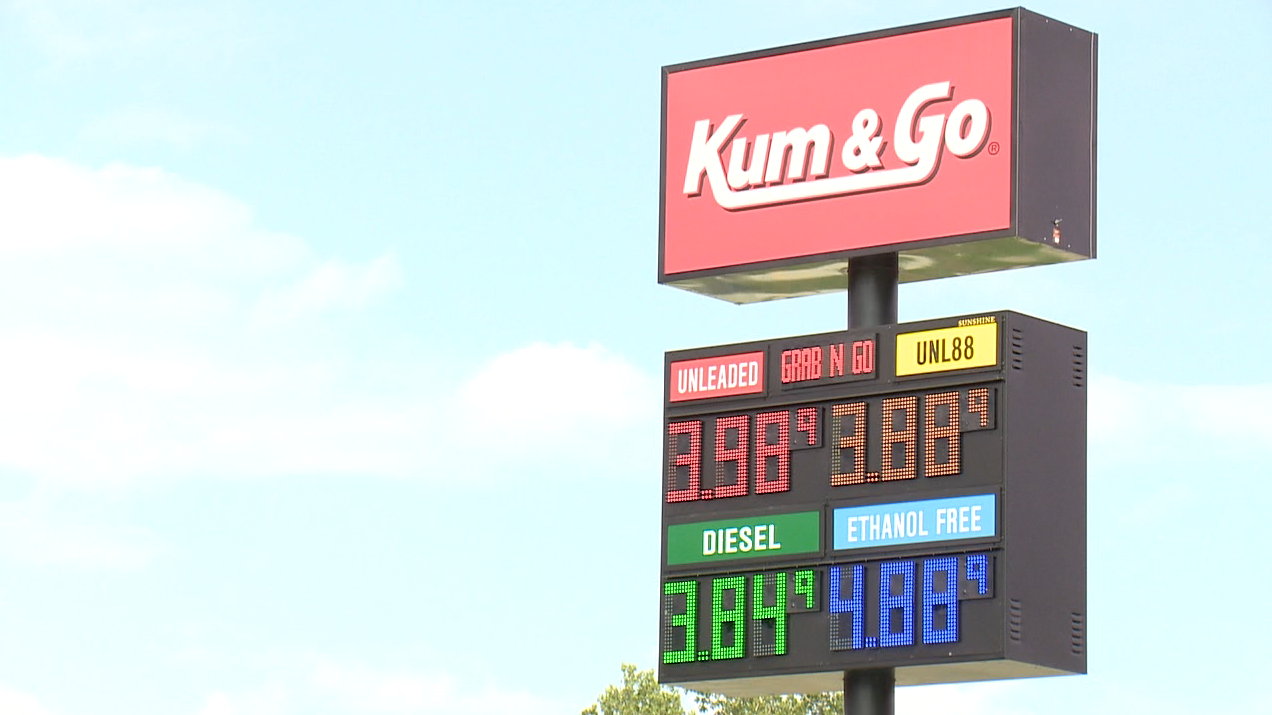 Kum & Go®
SUNSHINE
UNLEADED GRAB N GO UNL88
3.98⁹ 3.88⁹
DIESEL ETHANOL FREE
3.84⁹ 4.88⁹